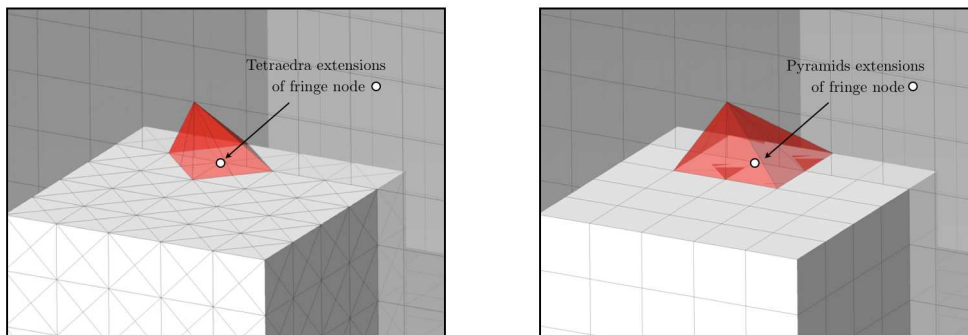 Tetraedra extensions
of fringe node
Pyramids extensions
of fringe node